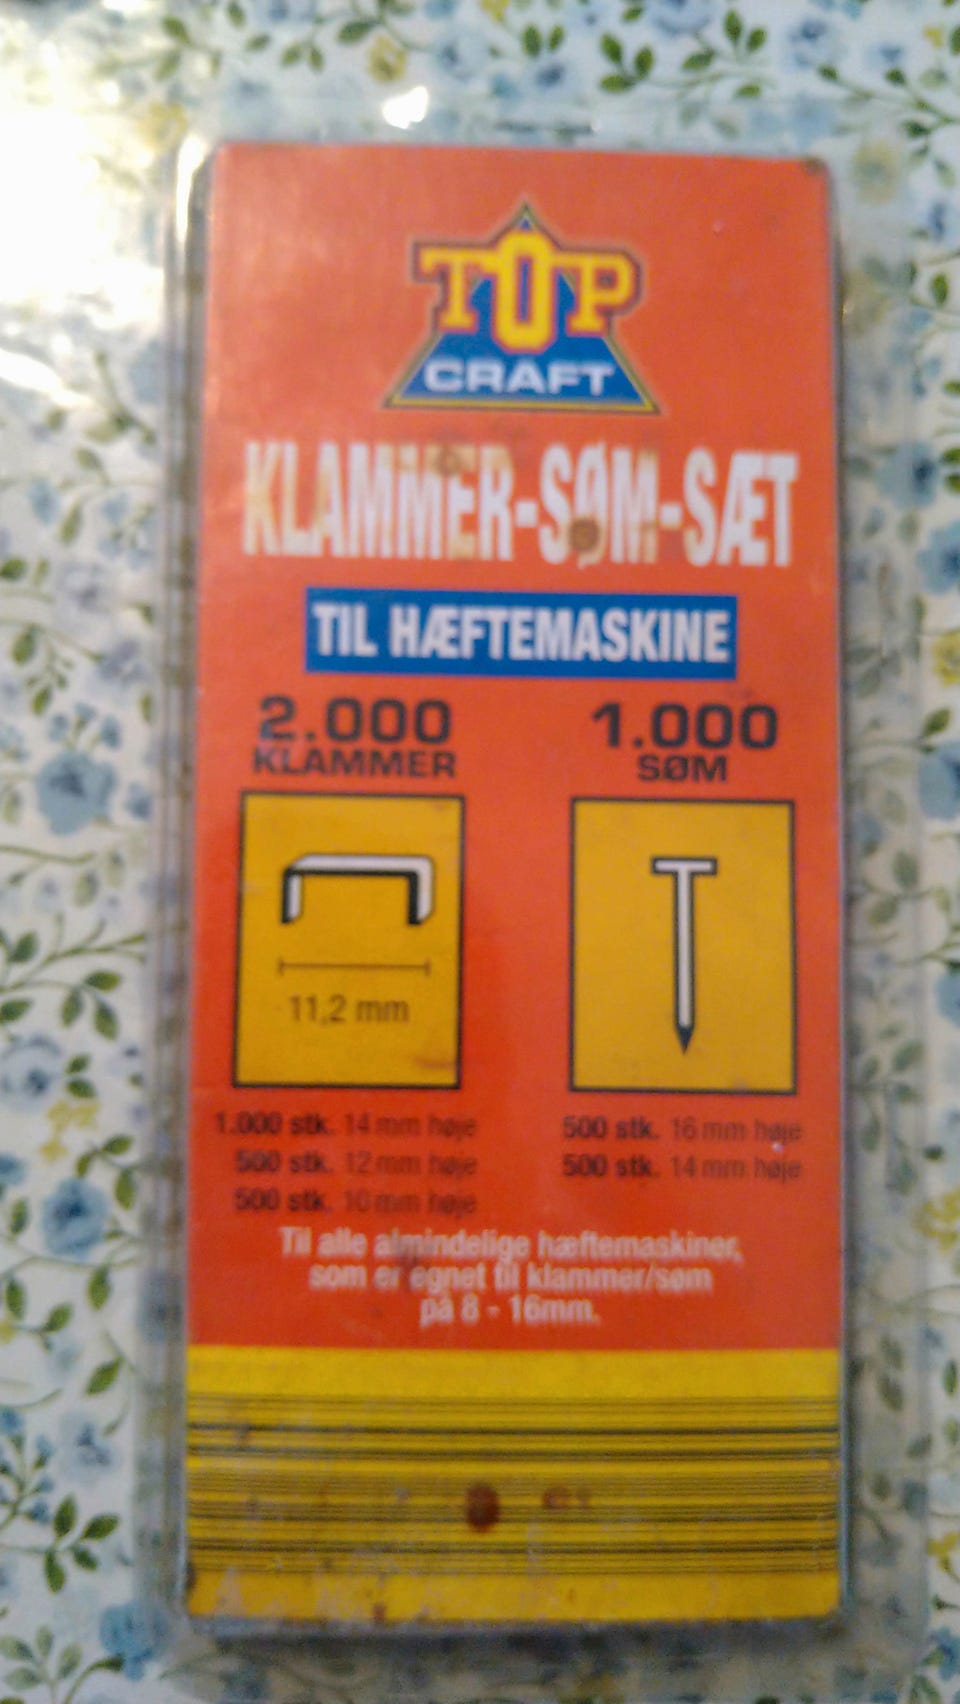 TOP
CRAFT
KLAMMER-SØM-SÆT
TIL HÆFTEMASKINE
2.000
KLAMMER
11,2 mm
1.000 stk. 14 mm høje
500 stk. 12 mm høje
500 stk. 10 mm høje
1.000
SØM
500 stk. 16 mm høje
500 stk. 14 mm høje
Til alle almindelige hæftemaskiner,
som er egnet til klammer/søm
på 8 - 16mm.